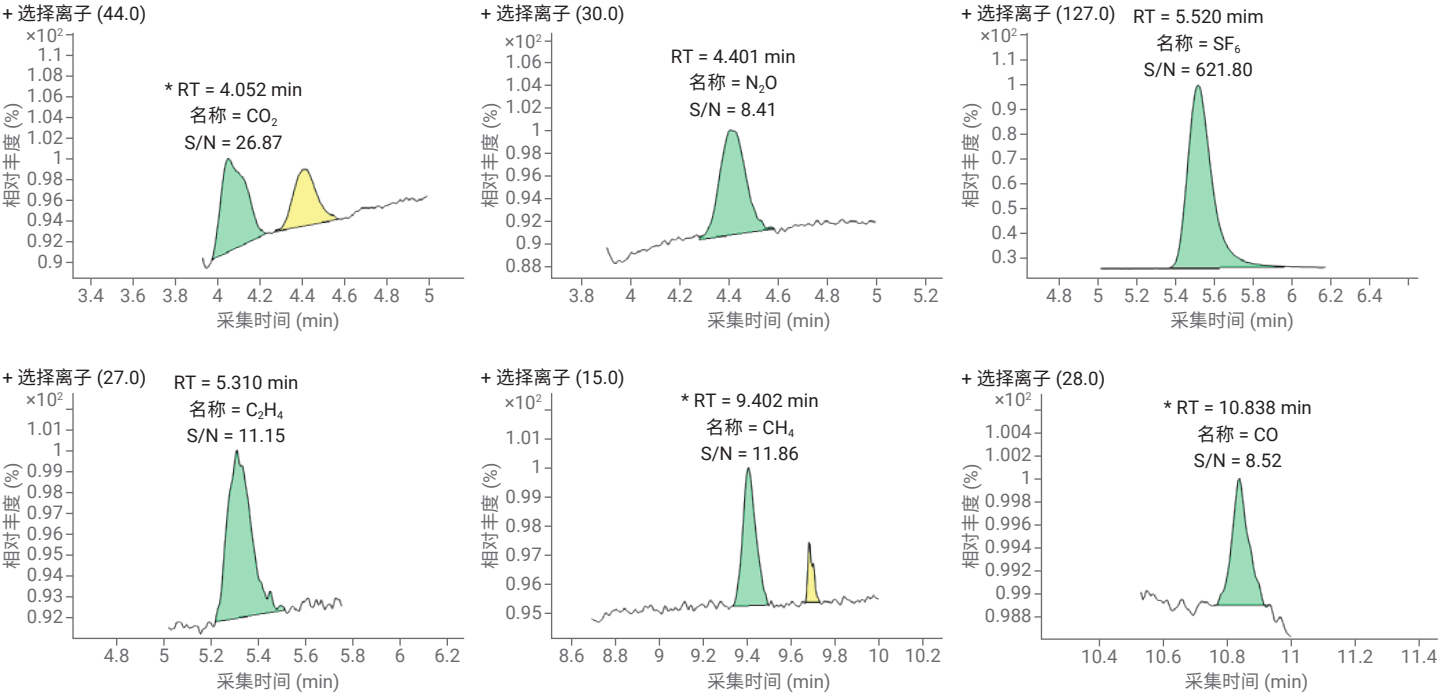 + 选择离子 (44.0)
×10²
* RT = 4.052 min
名称 = CO₂
S/N = 26.87
相对丰度 (%)
1.1
1.08
1.06
1.04
1.02
1
0.98
0.96
0.94
0.92
0.9
3.4 3.6 3.8 4 4.2 4.4 4.6 4.8 5
采集时间 (min)
+ 选择离子 (30.0)
×10²
RT = 4.401 min
名称 = N₂O
S/N = 8.41
相对丰度 (%)
1.06
1.04
1.02
1
0.98
0.96
0.94
0.92
0.9
0.88
3.8 4 4.2 4.4 4.6 4.8 5 5.2
采集时间 (min)
+ 选择离子 (127.0)
×10²
RT = 5.520 mim
名称 = SF₆
S/N = 621.80
相对丰度 (%)
1.1
1
0.9
0.8
0.7
0.6
0.5
0.4
0.3
4.8 5 5.2 5.4 5.6 5.8 6 6.2 6.4
采集时间 (min)
+ 选择离子 (27.0)
×10²
RT = 5.310 min
名称 = C₂H₄
S/N = 11.15
相对丰度 (%)
1.01
1
0.99
0.98
0.97
0.96
0.95
0.94
0.93
0.92
4.8 5 5.2 5.4 5.6 5.8 6 6.2
采集时间 (min)
+ 选择离子 (15.0)
×10²
* RT = 9.402 min
名称 = CH₄
S/N = 11.86
相对丰度 (%)
1.01
1
0.99
0.98
0.97
0.96
0.95
8.6 8.8 9 9.2 9.4 9.6 9.8 10 10.2
采集时间 (min)
+ 选择离子 (28.0)
×10²
* RT = 10.838 min
名称 = CO
S/N = 8.52
相对丰度 (%)
1.004
1.002
1
0.998
0.996
0.994
0.992
0.99
0.988
10.4 10.6 10.8 11 11.2 11.4
采集时间 (min)